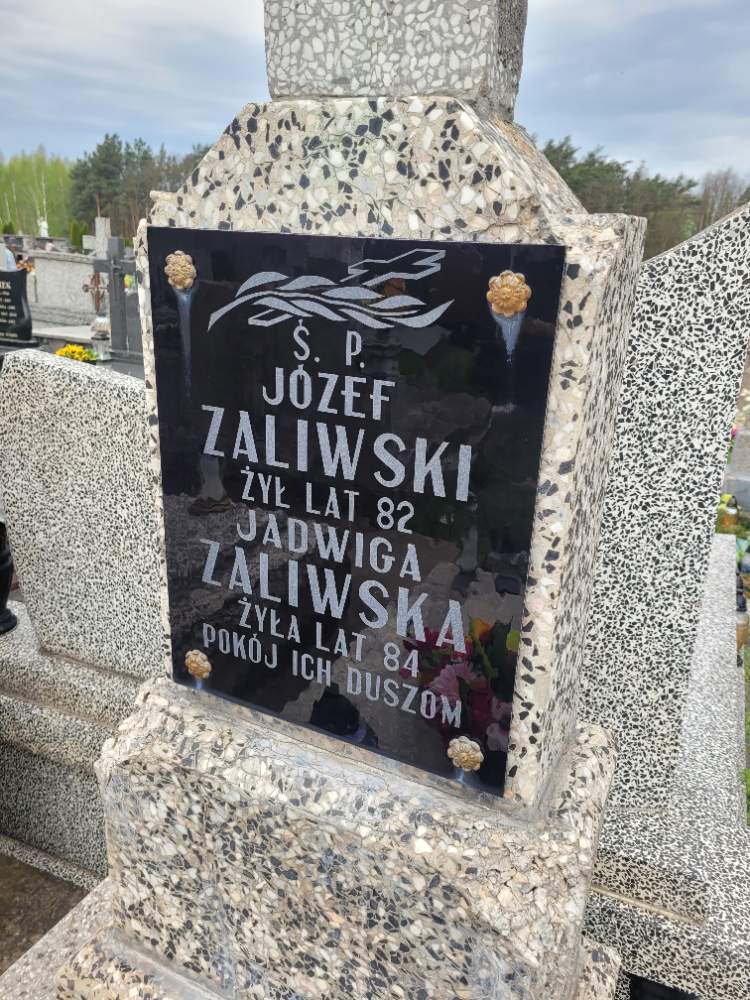 Ś. P.
JÓZEF
ZALIWSKI
ŻYŁ LAT 82
JADWIGA
ZALIWSKA
ŻYŁA LAT 84
POKÓJ ICH DUSZOM